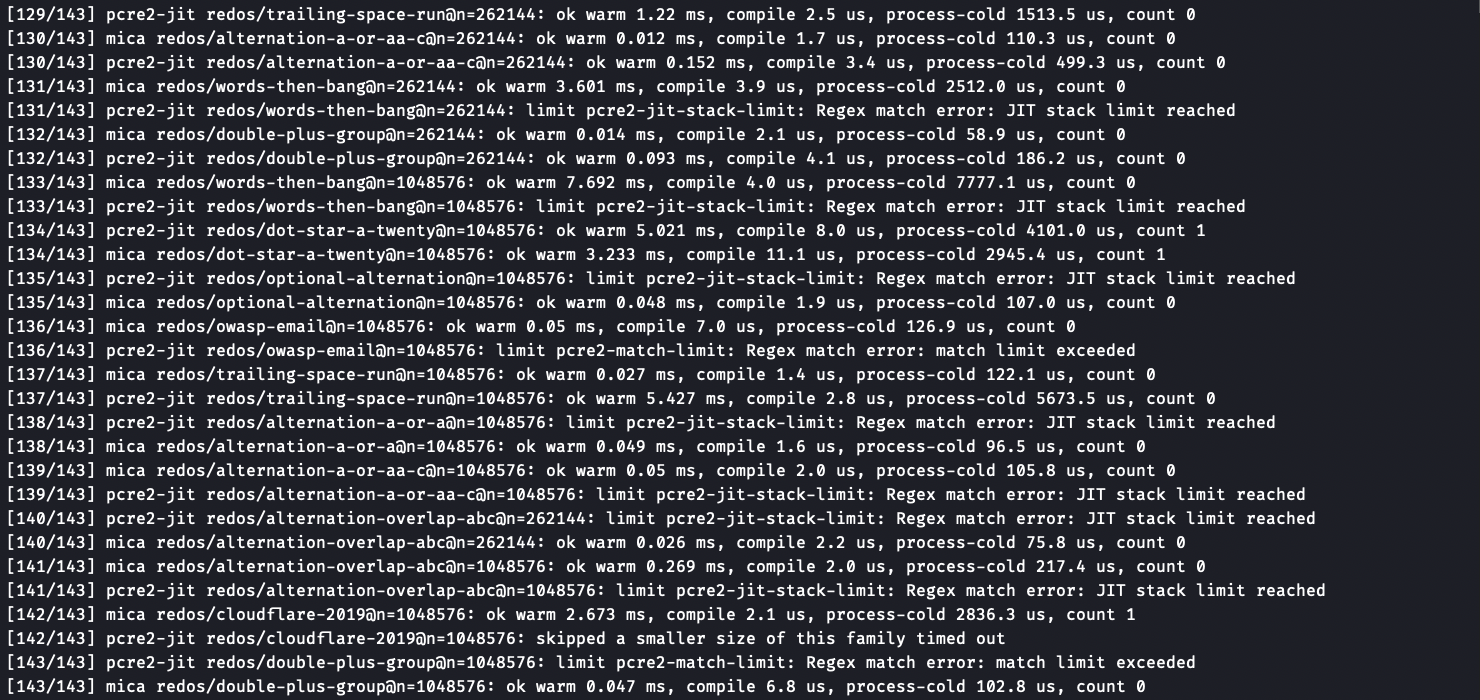 [129/143] pcre2-jit redos/trailing-space-run@n=262144: ok warm 1.22 ms, compile 2.5 us, process-cold 1513.5 us, count 0
[130/143] mica redos/alternation-a-or-aa-c@n=262144: ok warm 0.012 ms, compile 1.7 us, process-cold 110.3 us, count 0
[130/143] pcre2-jit redos/alternation-a-or-aa-c@n=262144: ok warm 0.152 ms, compile 3.4 us, process-cold 499.3 us, count 0
[131/143] mica redos/words-then-bang@n=262144: ok warm 3.601 ms, compile 3.9 us, process-cold 2512.0 us, count 0
[131/143] pcre2-jit redos/words-then-bang@n=262144: limit pcre2-jit-stack-limit: Regex match error: JIT stack limit reached
[132/143] mica redos/double-plus-group@n=262144: ok warm 0.014 ms, compile 2.1 us, process-cold 58.9 us, count 0
[132/143] pcre2-jit redos/double-plus-group@n=262144: ok warm 0.093 ms, compile 4.1 us, process-cold 186.2 us, count 0
[133/143] mica redos/words-then-bang@n=1048576: ok warm 7.692 ms, compile 4.0 us, process-cold 7777.1 us, count 0
[133/143] pcre2-jit redos/words-then-bang@n=1048576: limit pcre2-jit-stack-limit: Regex match error: JIT stack limit reached
[134/143] pcre2-jit redos/dot-star-a-twenty@n=1048576: ok warm 5.021 ms, compile 8.0 us, process-cold 4101.0 us, count 1
[134/143] mica redos/dot-star-a-twenty@n=1048576: ok warm 3.233 ms, compile 11.1 us, process-cold 2945.4 us, count 1
[135/143] pcre2-jit redos/optional-alternation@n=1048576: limit pcre2-jit-stack-limit: Regex match error: JIT stack limit reached
[135/143] mica redos/optional-alternation@n=1048576: ok warm 0.048 ms, compile 1.9 us, process-cold 107.0 us, count 0
[136/143] mica redos/owasp-email@n=1048576: ok warm 0.05 ms, compile 7.0 us, process-cold 126.9 us, count 0
[136/143] pcre2-jit redos/owasp-email@n=1048576: limit pcre2-match-limit: Regex match error: match limit exceeded
[137/143] mica redos/trailing-space-run@n=1048576: ok warm 0.027 ms, compile 1.4 us, process-cold 122.1 us, count 0
[137/143] pcre2-jit redos/trailing-space-run@n=1048576: ok warm 5.427 ms, compile 2.8 us, process-cold 5673.5 us, count 0
[138/143] pcre2-jit redos/alternation-a-or-a@n=1048576: limit pcre2-jit-stack-limit: Regex match error: JIT stack limit reached
[138/143] mica redos/alternation-a-or-a@n=1048576: ok warm 0.049 ms, compile 1.6 us, process-cold 96.5 us, count 0
[139/143] mica redos/alternation-a-or-aa-c@n=1048576: ok warm 0.05 ms, compile 2.0 us, process-cold 105.8 us, count 0
[139/143] pcre2-jit redos/alternation-a-or-aa-c@n=1048576: limit pcre2-jit-stack-limit: Regex match error: JIT stack limit reached
[140/143] pcre2-jit redos/alternation-overlap-abc@n=262144: limit pcre2-jit-stack-limit: Regex match error: JIT stack limit reached
[140/143] mica redos/alternation-overlap-abc@n=262144: ok warm 0.026 ms, compile 2.2 us, process-cold 75.8 us, count 0
[141/143] mica redos/alternation-overlap-abc@n=1048576: ok warm 0.269 ms, compile 2.0 us, process-cold 217.4 us, count 0
[141/143] pcre2-jit redos/alternation-overlap-abc@n=1048576: limit pcre2-jit-stack-limit: Regex match error: JIT stack limit reached
[142/143] mica redos/cloudflare-2019@n=1048576: ok warm 2.673 ms, compile 2.1 us, process-cold 2836.3 us, count 1
[142/143] pcre2-jit redos/cloudflare-2019@n=1048576: skipped a smaller size of this family timed out
[143/143] pcre2-jit redos/double-plus-group@n=1048576: limit pcre2-match-limit: Regex match error: match limit exceeded
[143/143] mica redos/double-plus-group@n=1048576: ok warm 0.047 ms, compile 6.8 us, process-cold 102.8 us, count 0